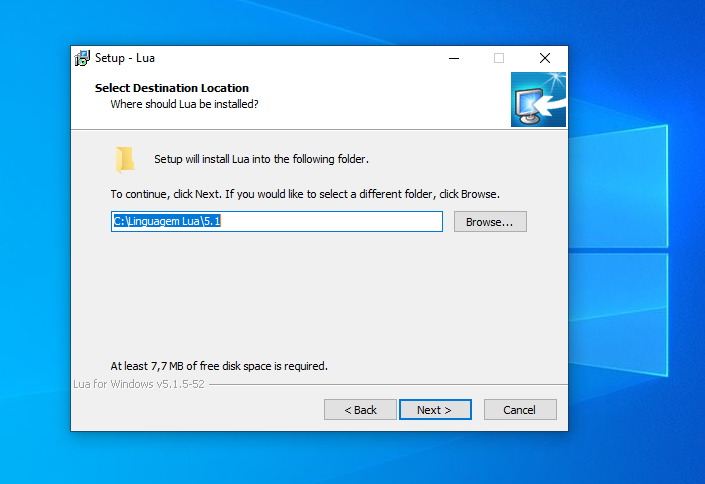 Setup - Lua
Select Destination Location
Where should Lua be installed?
Setup will install Lua into the following folder.
To continue, click Next. If you would like to select a different folder, click Browse.
C:\Linguagem Lua\5.1
Browse...
At least 7,7 MB of free disk space is required.
Lua for Windows v5.1.5-52
< Back
Next >
Cancel